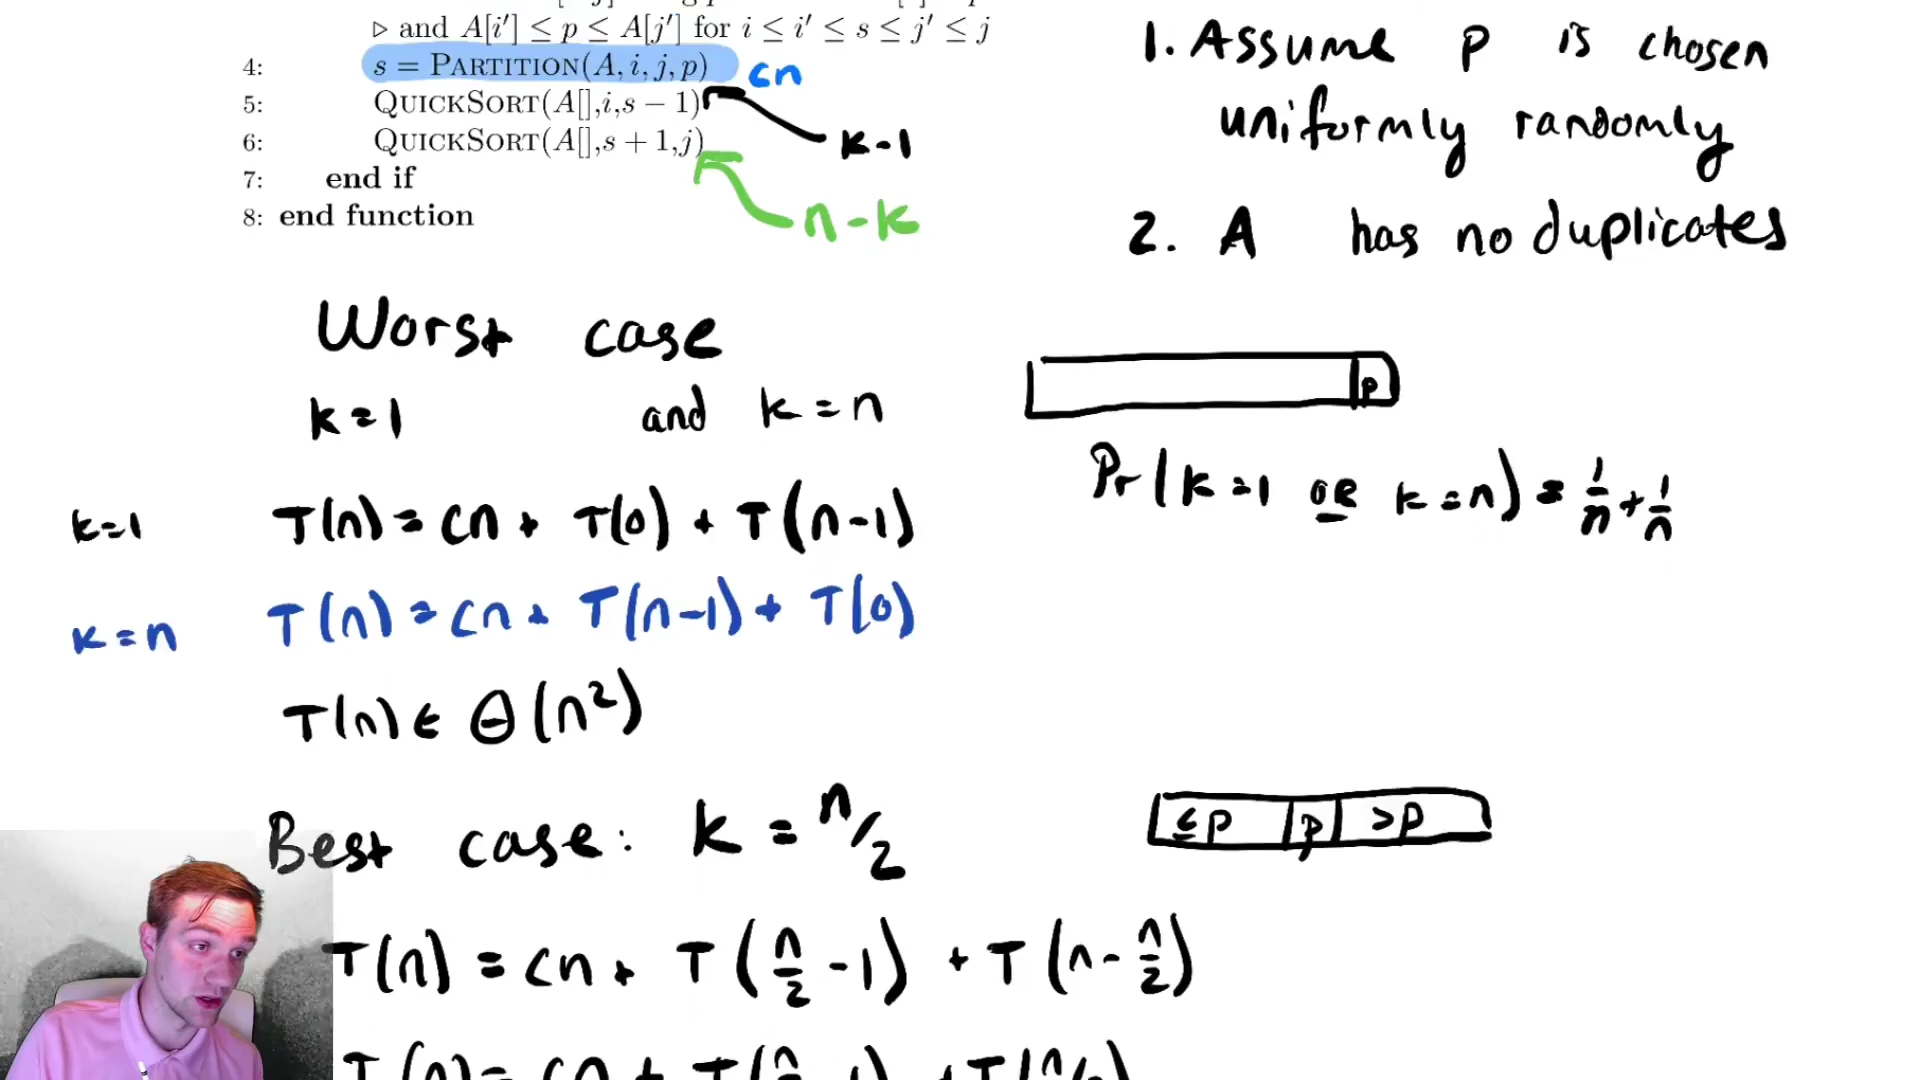 ▷ and A[i′] ≤ p ≤ A[j′] for i ≤ i′ ≤ s ≤ j′ ≤ j
4: s = PARTITION(A, i, j, p) cn
5: QUICKSORT(A[],i,s − 1) k-1
6: QUICKSORT(A[],s + 1,j)
7: end if n-k
8: end function
1. Assume p is chosen
uniformly randomly
2. A has no duplicates
Worst case
k=1 and k=n
p
Pr(k=1 OR k=n) = 1/n + 1/n
k=1 T(n) = cn + T(0) + T(n-1)
k=n T(n) = cn + T(n-1) + T(0)
T(n) ∈ Θ(n²)
Best case: k = n/2
≤p p >p
T(n) = cn + T(n/2 -1) + T(n- n/2)